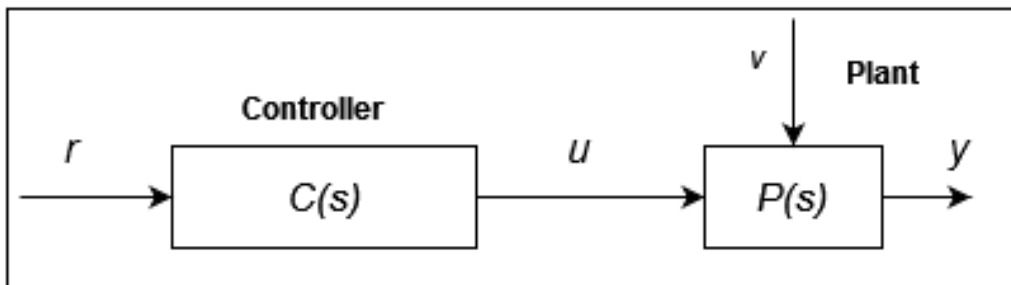 v
Plant
Controller
r
u
y
C(s)
P(s)